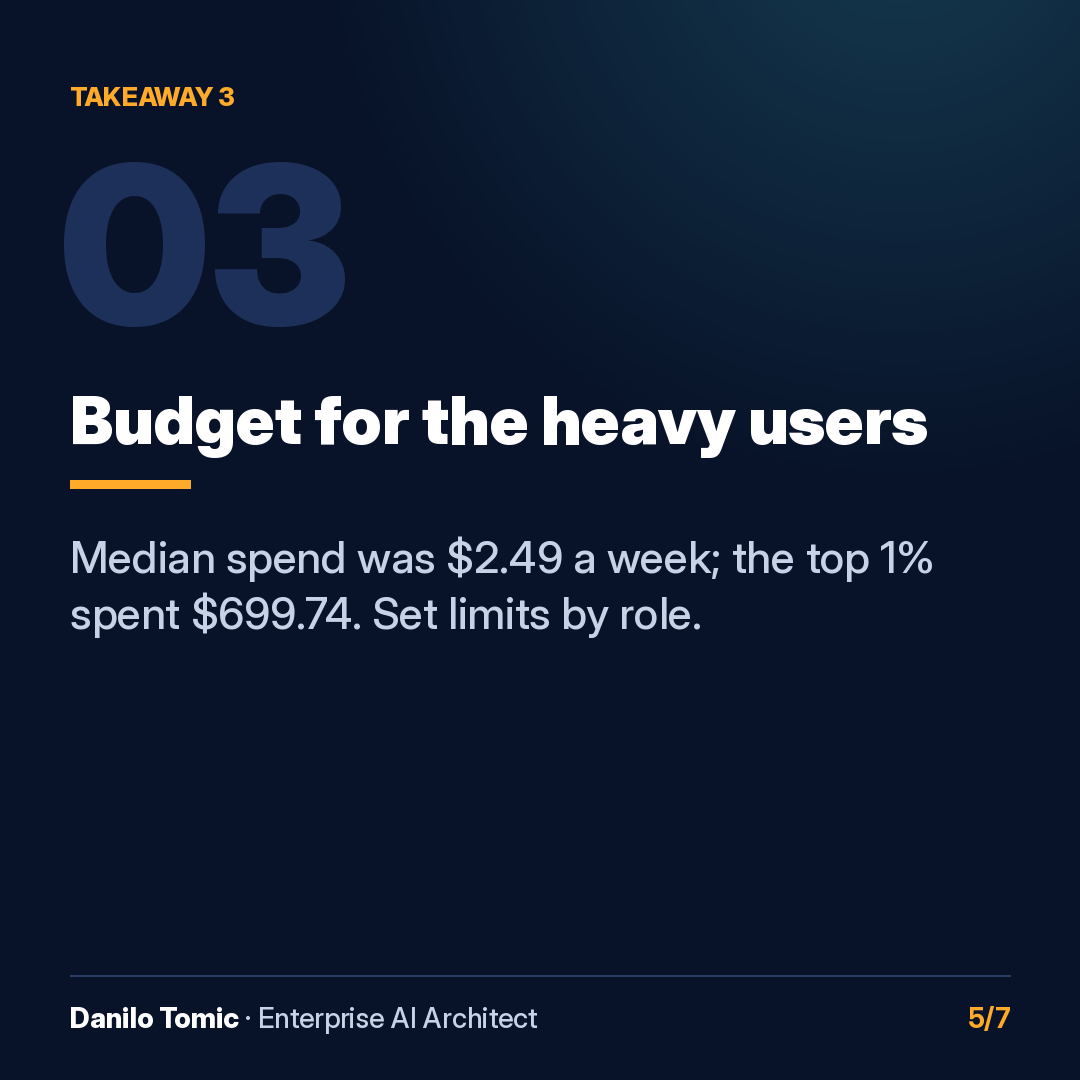 TAKEAWAY 3
03
Budget for the heavy users
Median spend was $2.49 a week; the top 1%
spent $699.74. Set limits by role.
Danilo Tomic · Enterprise AI Architect
5/7